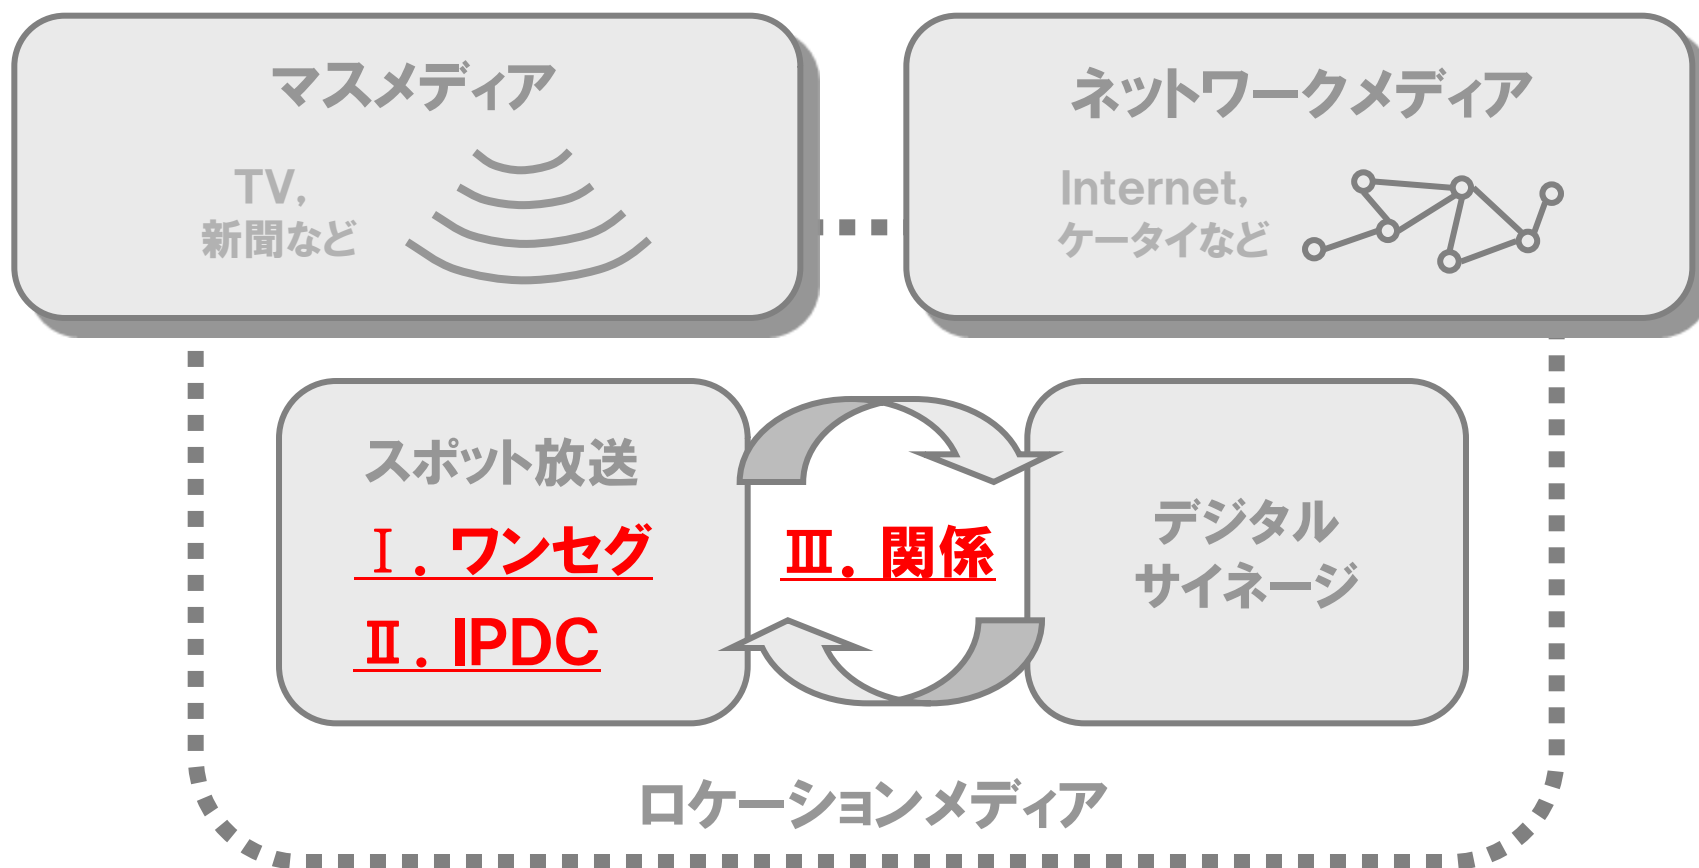 マスメディア
TV,
新聞など
ネットワークメディア
Internet,
ケータイなど
スポット放送
Ⅰ．ワンセグ
Ⅱ．IPDC
Ⅲ．関係
デジタル
サイネージ
ロケーションメディア